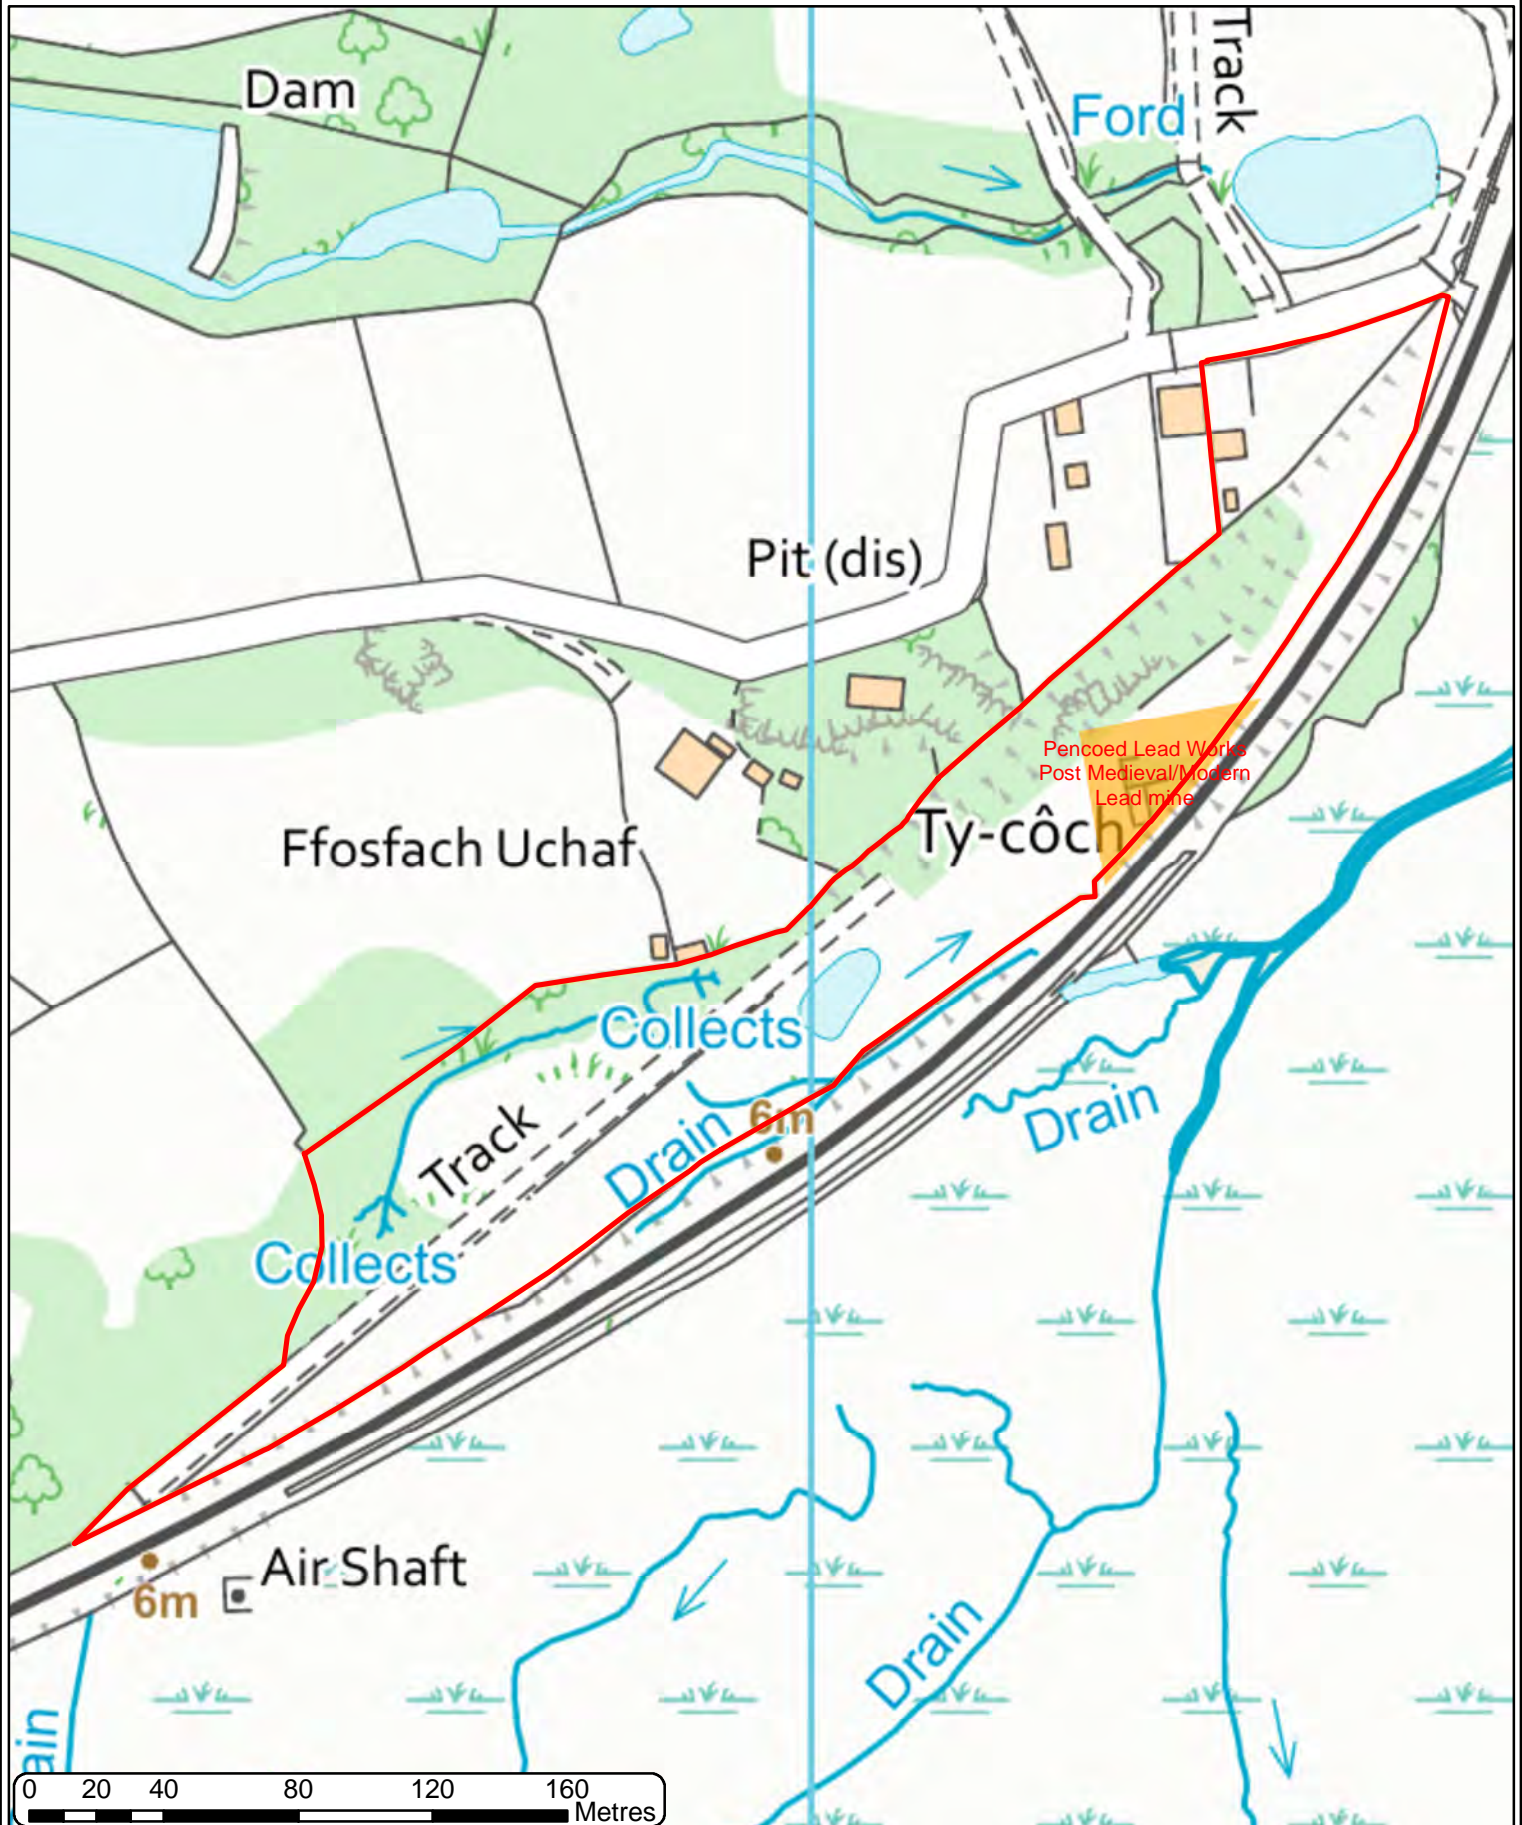 Track
Dam
Ford
Pit (dis)
Pencoed Lead Works
Post Medieval/Modern
Lead mine
Ty-côch
Ffosfach Uchaf
Collects
Drain
6m
Track
Drain
Collects
Air Shaft
6m
Drain
ain
0 20 40 80 120 160
Metres